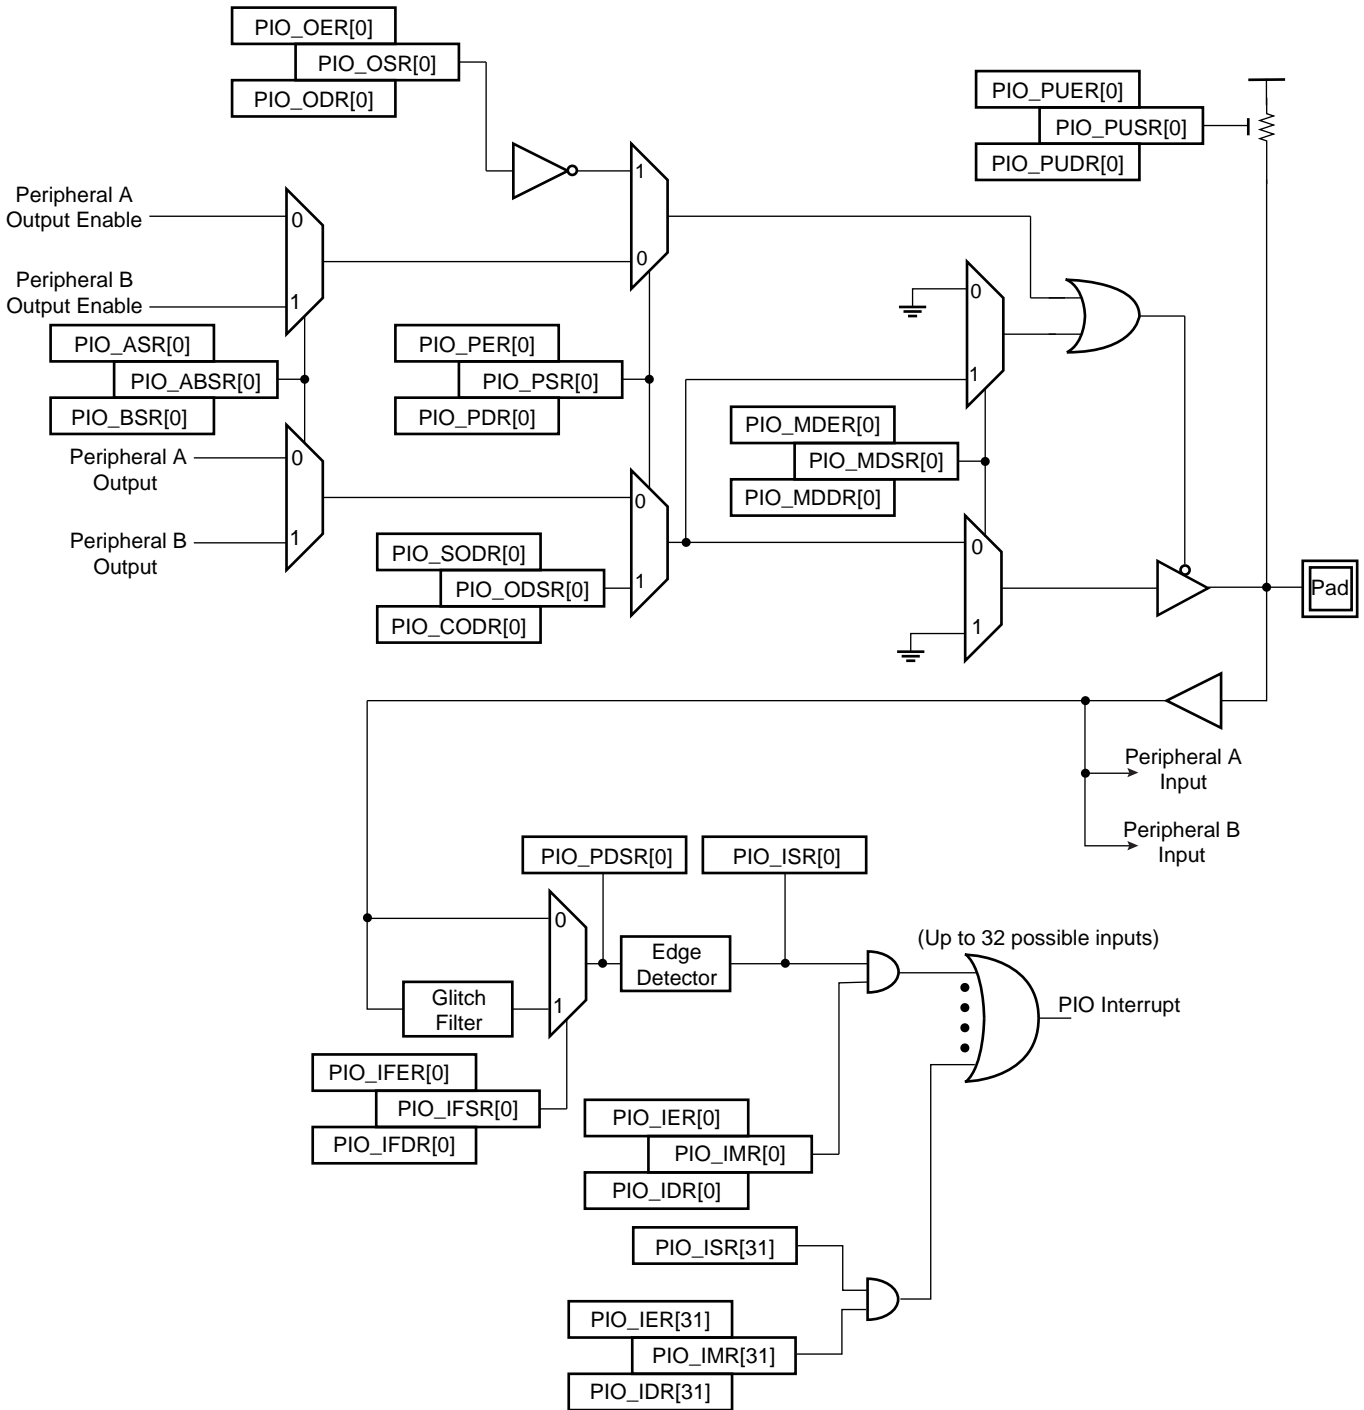 PIO_OER[0]
PIO_OSR[0]
PIO_ODR[0]
PIO_PUER[0]
PIO_PUSR[0]
PIO_PUDR[0]
1
Peripheral A
Output Enable
0
0
Peripheral B
Output Enable
1
0
1
PIO_ASR[0]
PIO_ABSR[0]
PIO_BSR[0]
PIO_PER[0]
PIO_PSR[0]
PIO_PDR[0]
PIO_MDER[0]
PIO_MDSR[0]
PIO_MDDR[0]
Peripheral A
Output
0
0
Peripheral B
Output
1
PIO_SODR[0]
PIO_ODSR[0]
PIO_CODR[0]
1
0
1
Pad
Peripheral A
Input
Peripheral B
Input
PIO_PDSR[0]
PIO_ISR[0]
0
Edge
Detector
(Up to 32 possible inputs)
Glitch
Filter
1
PIO Interrupt
PIO_IFER[0]
PIO_IFSR[0]
PIO_IFDR[0]
PIO_IER[0]
PIO_IMR[0]
PIO_IDR[0]
PIO_ISR[31]
PIO_IER[31]
PIO_IMR[31]
PIO_IDR[31]